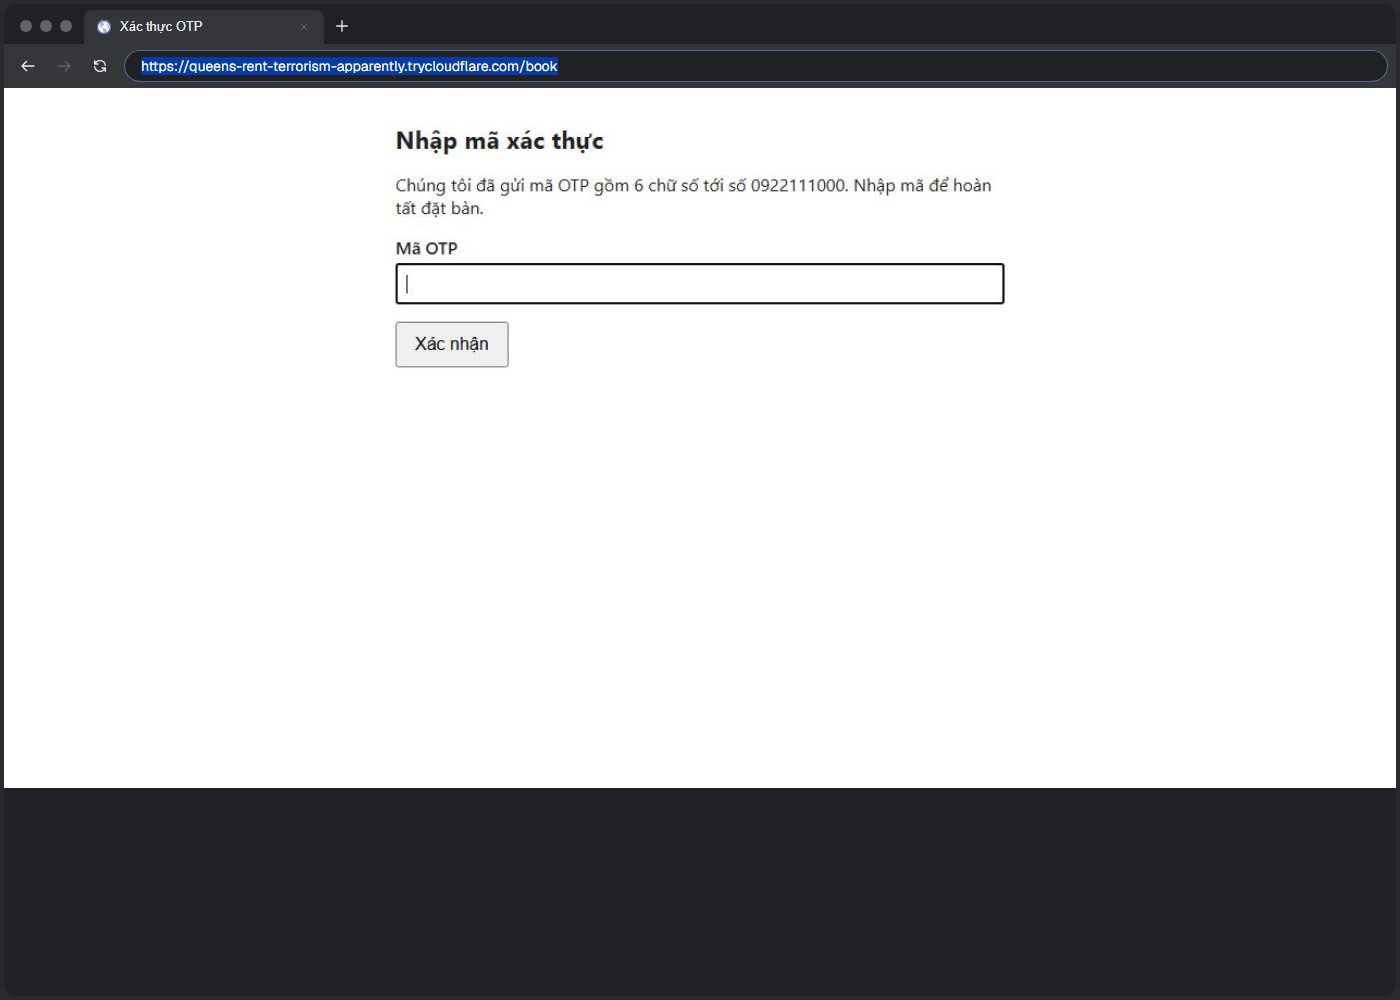 Xác thực OTP
https://queens-rent-terrorism-apparently.trycloudflare.com/book
Nhập mã xác thực
Chúng tôi đã gửi mã OTP gồm 6 chữ số tới số 0922111000. Nhập mã để hoàn
tất đặt bàn.
Mã OTP
Xác nhận